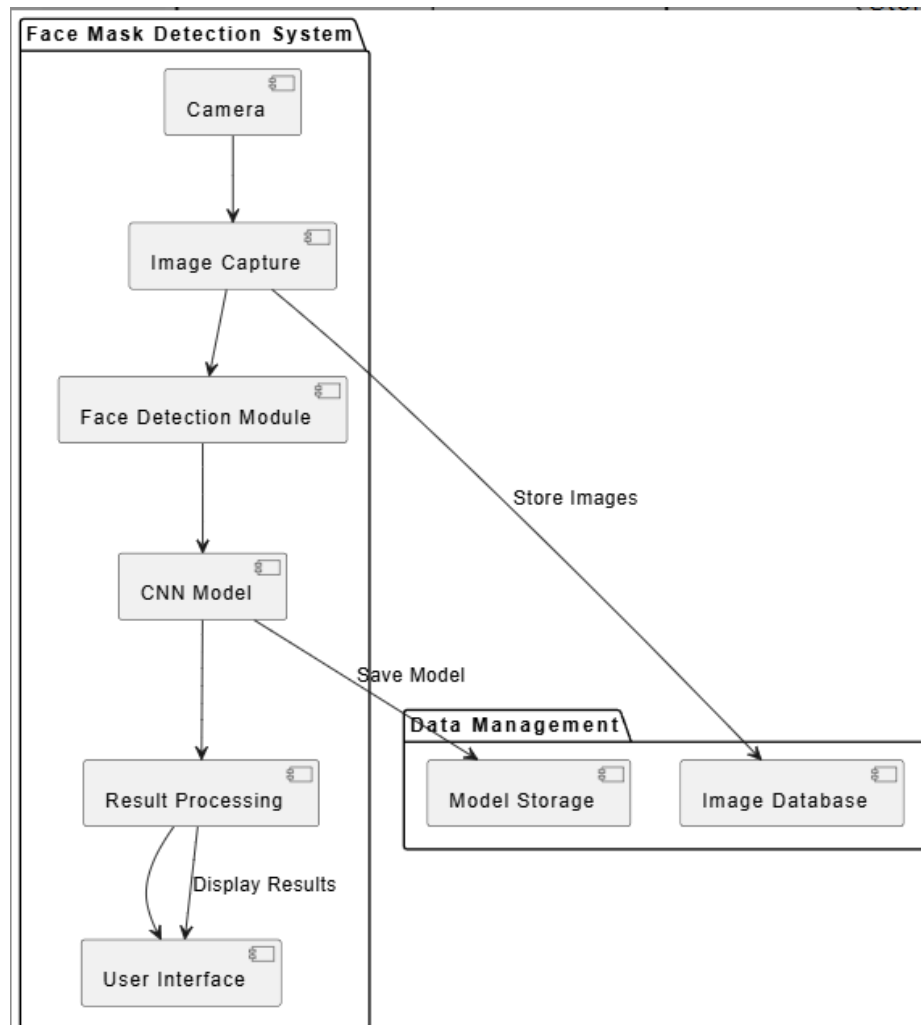 Face Mask Detection System
Camera
Image Capture
Face Detection Module
Store Images
CNN Model
Save Model
Data Management
Result Processing
Model Storage
Image Database
Display Results
User Interface